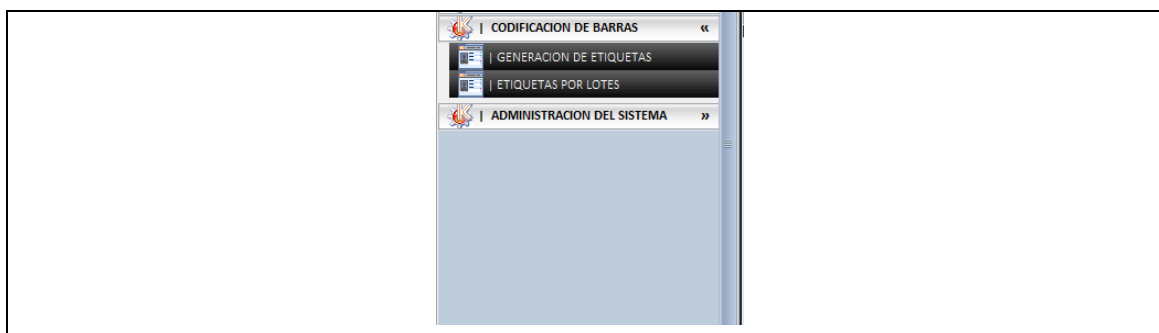 | CODIFICACION DE BARRAS «
| GENERACION DE ETIQUETAS
| ETIQUETAS POR LOTES
| ADMINISTRACION DEL SISTEMA »